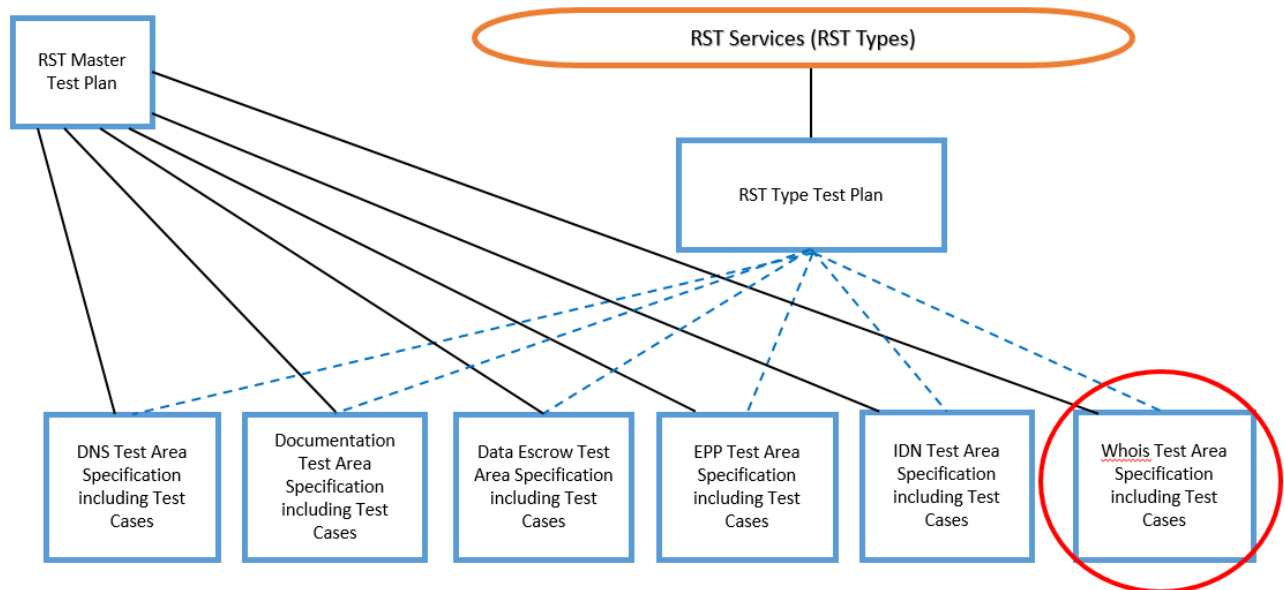 RST Services (RST Types)
RST Master
Test Plan
RST Type Test Plan
DNS Test Area
Specification
including Test
Cases
Documentation
Test Area
Specification
including Test
Cases
Data Escrow Test
Area Specification
including Test
Cases
EPP Test Area
Specification
including Test
Cases
IDN Test Area
Specification
including Test
Cases
Whois Test Area
Specification
including Test
Cases